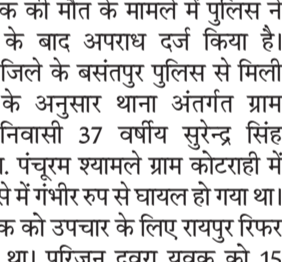 क की मौत के मामले में पुलिस ने
के बाद अपराध दर्ज किया है।
जिले के बसंतपुर पुलिस से मिली
के अनुसार थाना अंतर्गत ग्राम
निवासी 37 वर्षीय सुरेन्द्र सिंह
. पंचूरम श्यामले ग्राम कोटराही में
से में गंभीर रुप से घायल हो गया था।
क को उपचार के लिए रायपुर रिफर
था। परिजन द्वारा युवक को 15